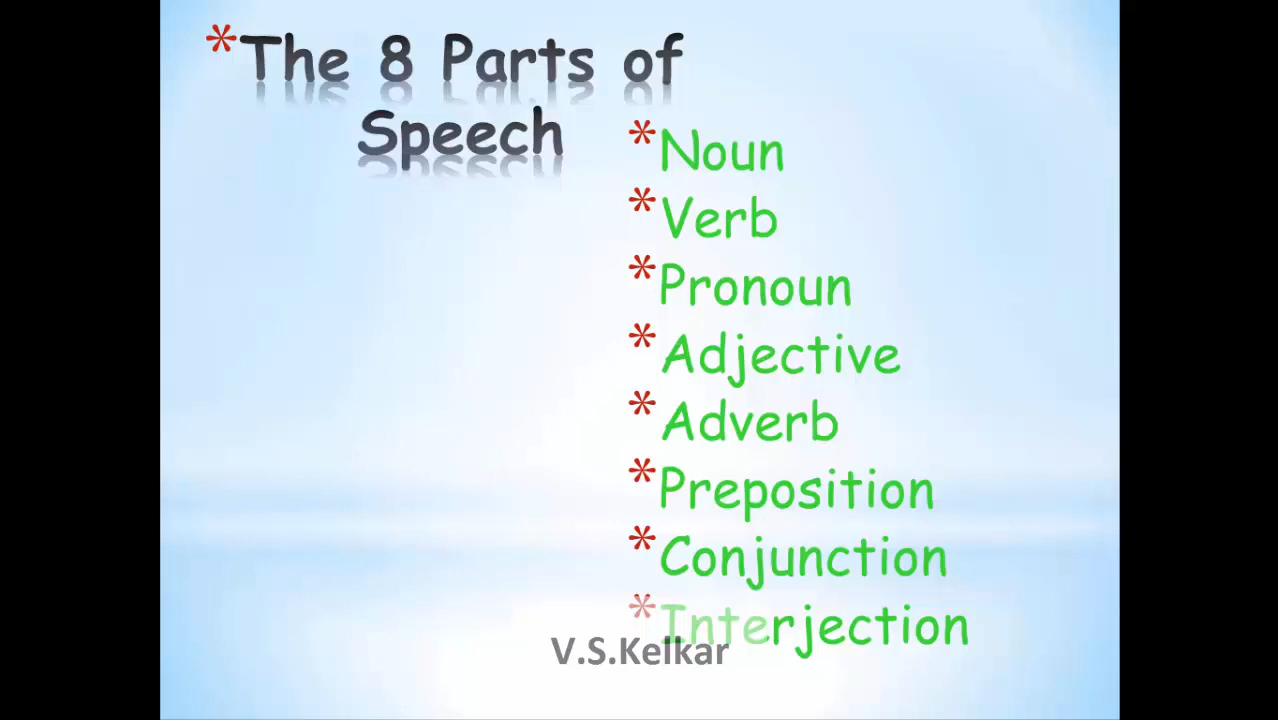 *The 8 Parts of
Speech
*Noun
*Verb
*Pronoun
*Adjective
*Adverb
*Preposition
*Conjunction
*Interjection
V.S.Kelkar